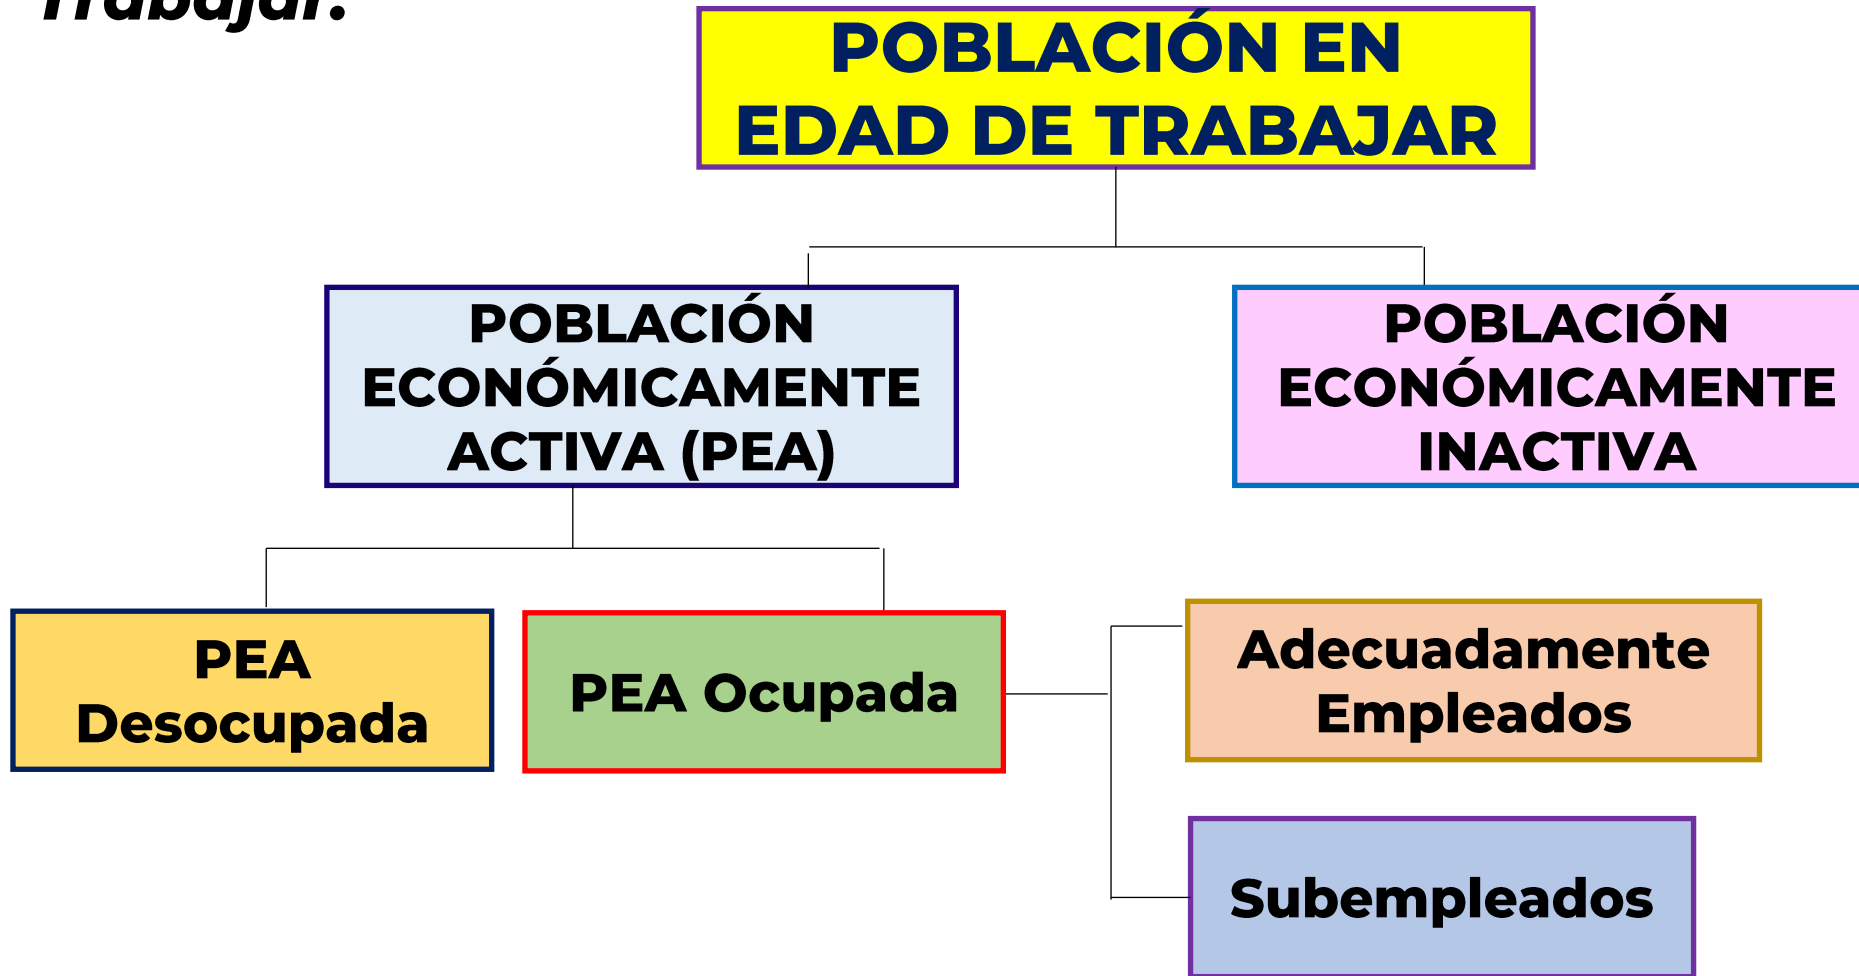 Trabajar.
POBLACIÓN EN
EDAD DE TRABAJAR
POBLACIÓN
ECONÓMICAMENTE
ACTIVA (PEA)
POBLACIÓN
ECONÓMICAMENTE
INACTIVA
PEA
Desocupada
PEA Ocupada
Adecuadamente
Empleados
Subempleados